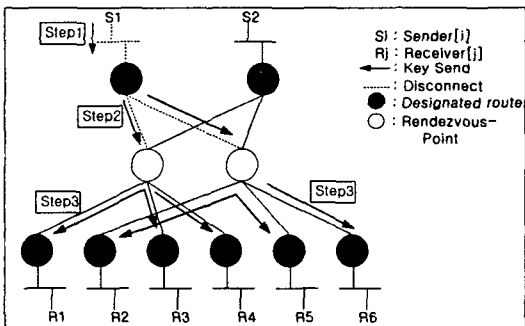 S1
S2
Step1
Si : Sender[i]
Rj : Receiver[j]
: Key Send
: Disconnect
: Designated route
: Rendezvous-
Point
Step2
Step3
Step3
R1
R2
R3
R4
R5
R6